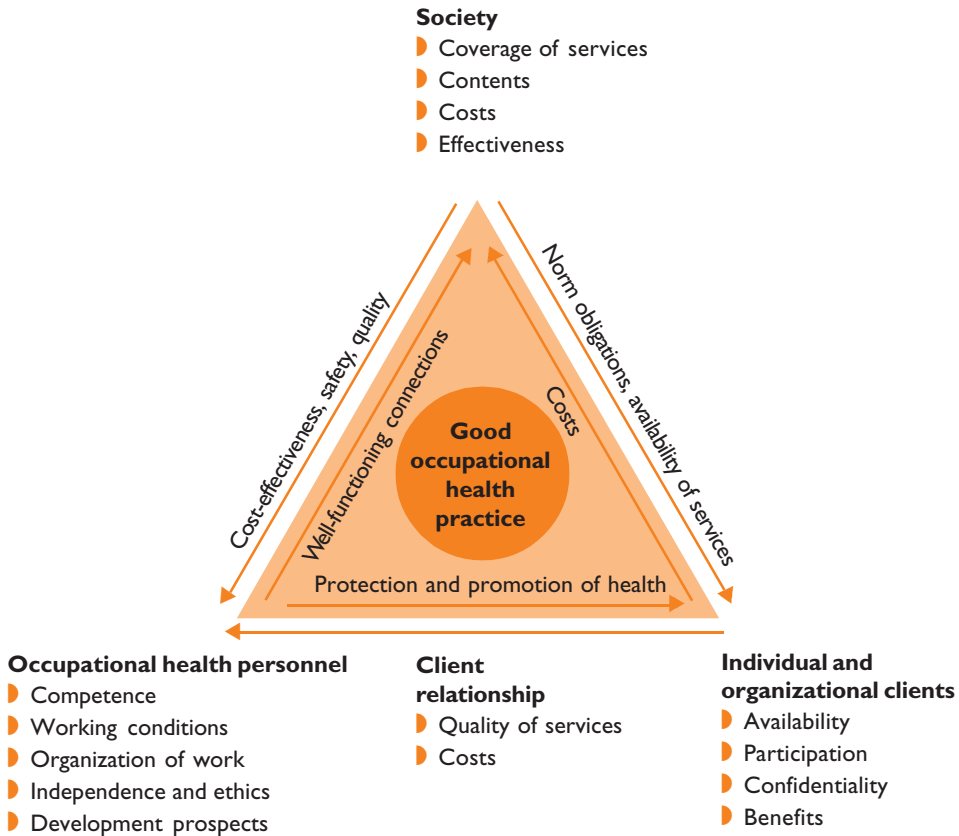 Society
Coverage of services
Contents
Costs
Effectiveness
Cost-effectiveness, safety, quality
Well-functioning connections
Costs
Norm obligations, availability of services
Good
occupational
health
practice
Protection and promotion of health
Occupational health personnel
Competence
Working conditions
Organization of work
Independence and ethics
Development prospects
Client
relationship
Quality of services
Costs
Individual and
organizational clients
Availability
Participation
Confidentiality
Benefits